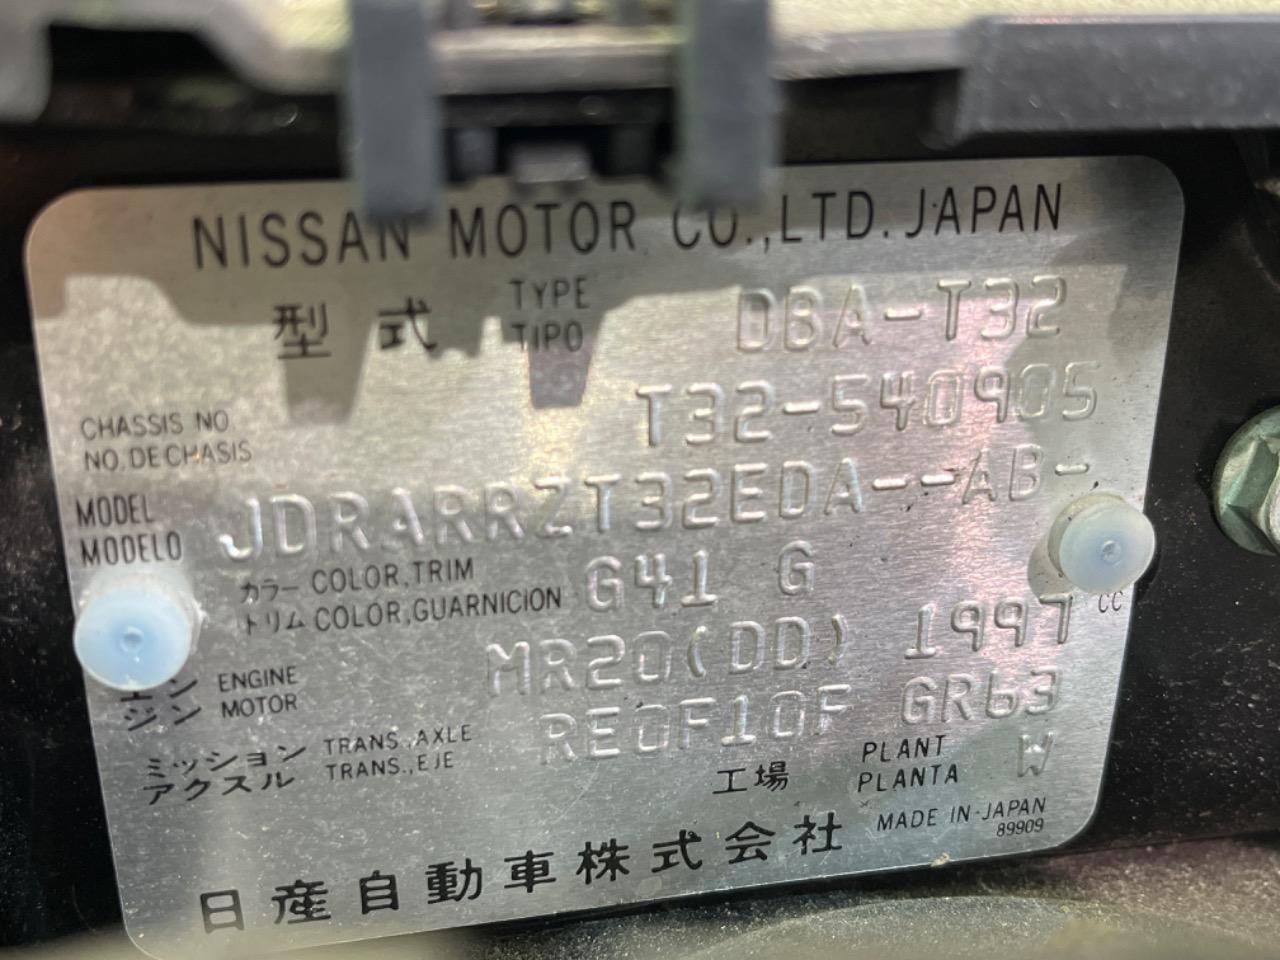 NISSAN MOTOR CO.,LTD. JAPAN
型 式 TYPE TIPO DBA-T32
CHASSIS NO. NO. DE CHASIS T32-540905
MODEL MODELO JDRARRZT32EDA--AB-
カラー COLOR,TRIM トリム COLOR,GUARNICION G41 G
エンジン ENGINE MOTOR MR20(DD) 1997 CC
ミッション アクスル TRANS.,AXLE TRANS.,EJE RE0F10F GR63
工場 PLANT PLANTA W
日産自動車株式会社 MADE IN JAPAN
89909